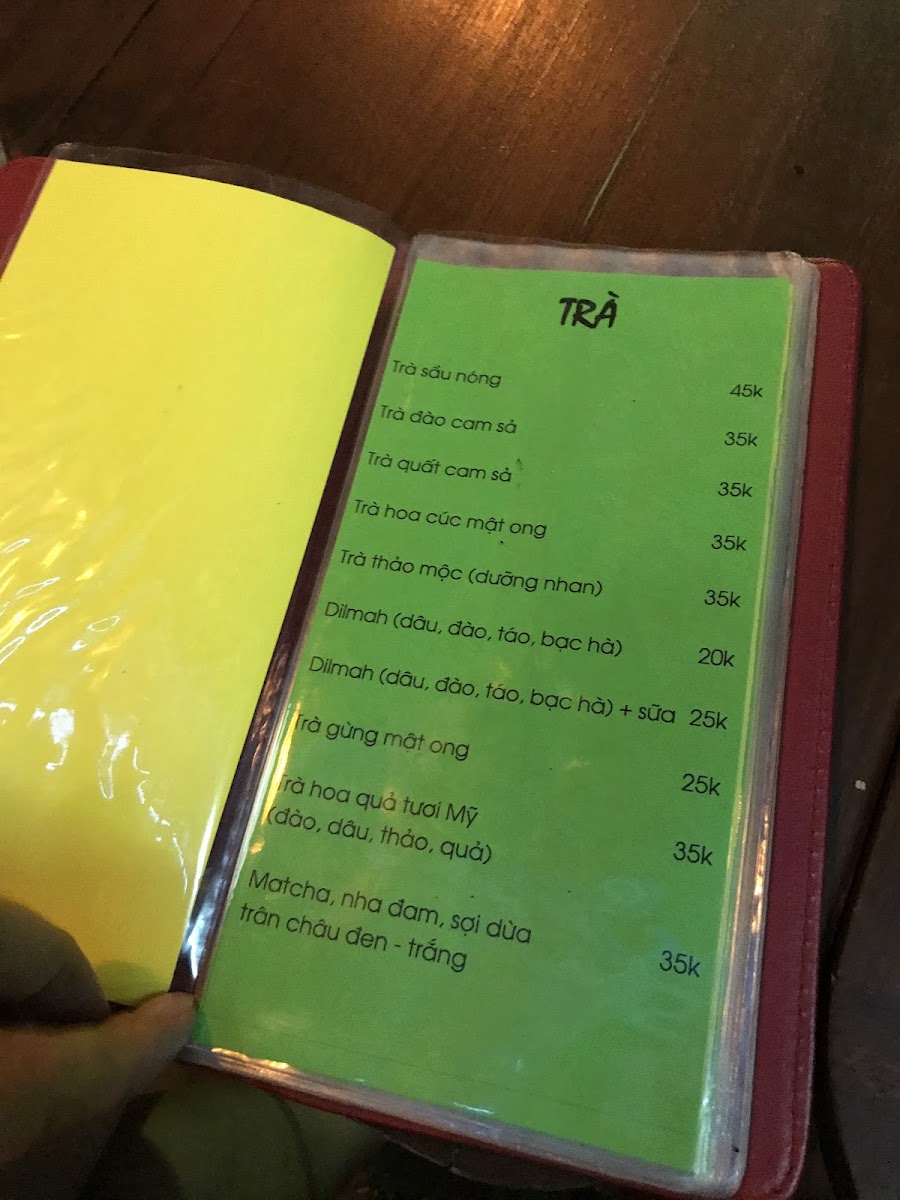 TRÀ
Trà sấu nóng 45k
Trà đào cam sả 35k
Trà quất cam sả 35k
Trà hoa cúc mật ong 35k
Trà thảo mộc (dưỡng nhan) 35k
Dilmah (dâu, đào, táo, bạc hà) 20k
Dilmah (dâu, đào, táo, bạc hà) + sữa 25k
Trà gừng mật ong 25k
Trà hoa quả tươi Mỹ
(đào, dâu, thảo, quả) 35k
Matcha, nha đam, sợi dừa
trân châu đen - trắng 35k